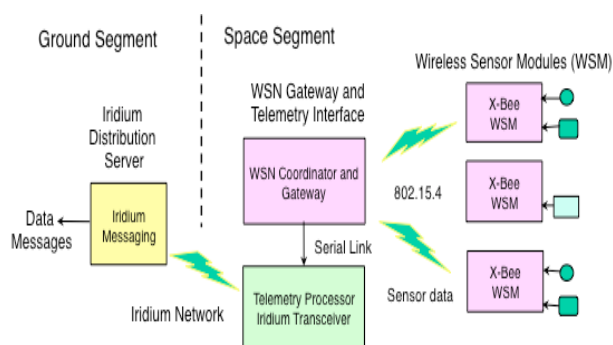 Ground Segment
Space Segment
Wireless Sensor Modules (WSM)
WSN Gateway and
Telemetry Interface
Iridium
Distribution
Server
X-Bee
WSM
WSN Coordinator and
Gateway
802.15.4
X-Bee
WSM
Data
Messages
Iridium
Messaging
Serial Link
X-Bee
WSM
Sensor data
Iridium Network
Telemetry Processor
Iridium Transceiver